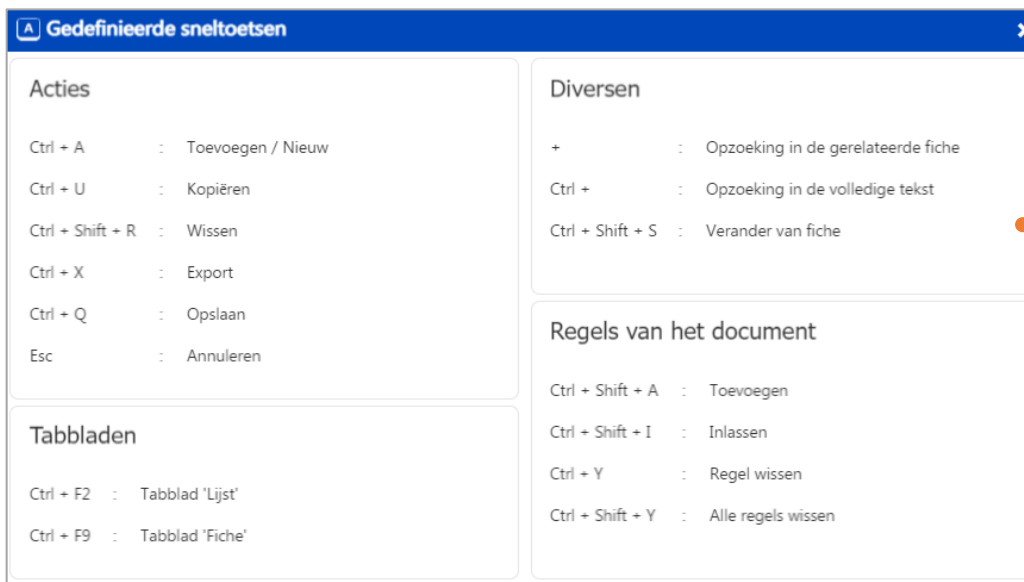 A Gedefinieerde sneltoetsen
Acties
Ctrl + A : Toevoegen / Nieuw
Ctrl + U : Kopiëren
Ctrl + Shift + R : Wissen
Ctrl + X : Export
Ctrl + Q : Opslaan
Esc : Annuleren
Tabbladen
Ctrl + F2 : Tabblad 'Lijst'
Ctrl + F9 : Tabblad 'Fiche'
Diversen
+ : Opzoeking in de gerelateerde fiche
Ctrl + : Opzoeking in de volledige tekst
Ctrl + Shift + S : Verander van fiche
Regels van het document
Ctrl + Shift + A : Toevoegen
Ctrl + Shift + I : Inlassen
Ctrl + Y : Regel wissen
Ctrl + Shift + Y : Alle regels wissen